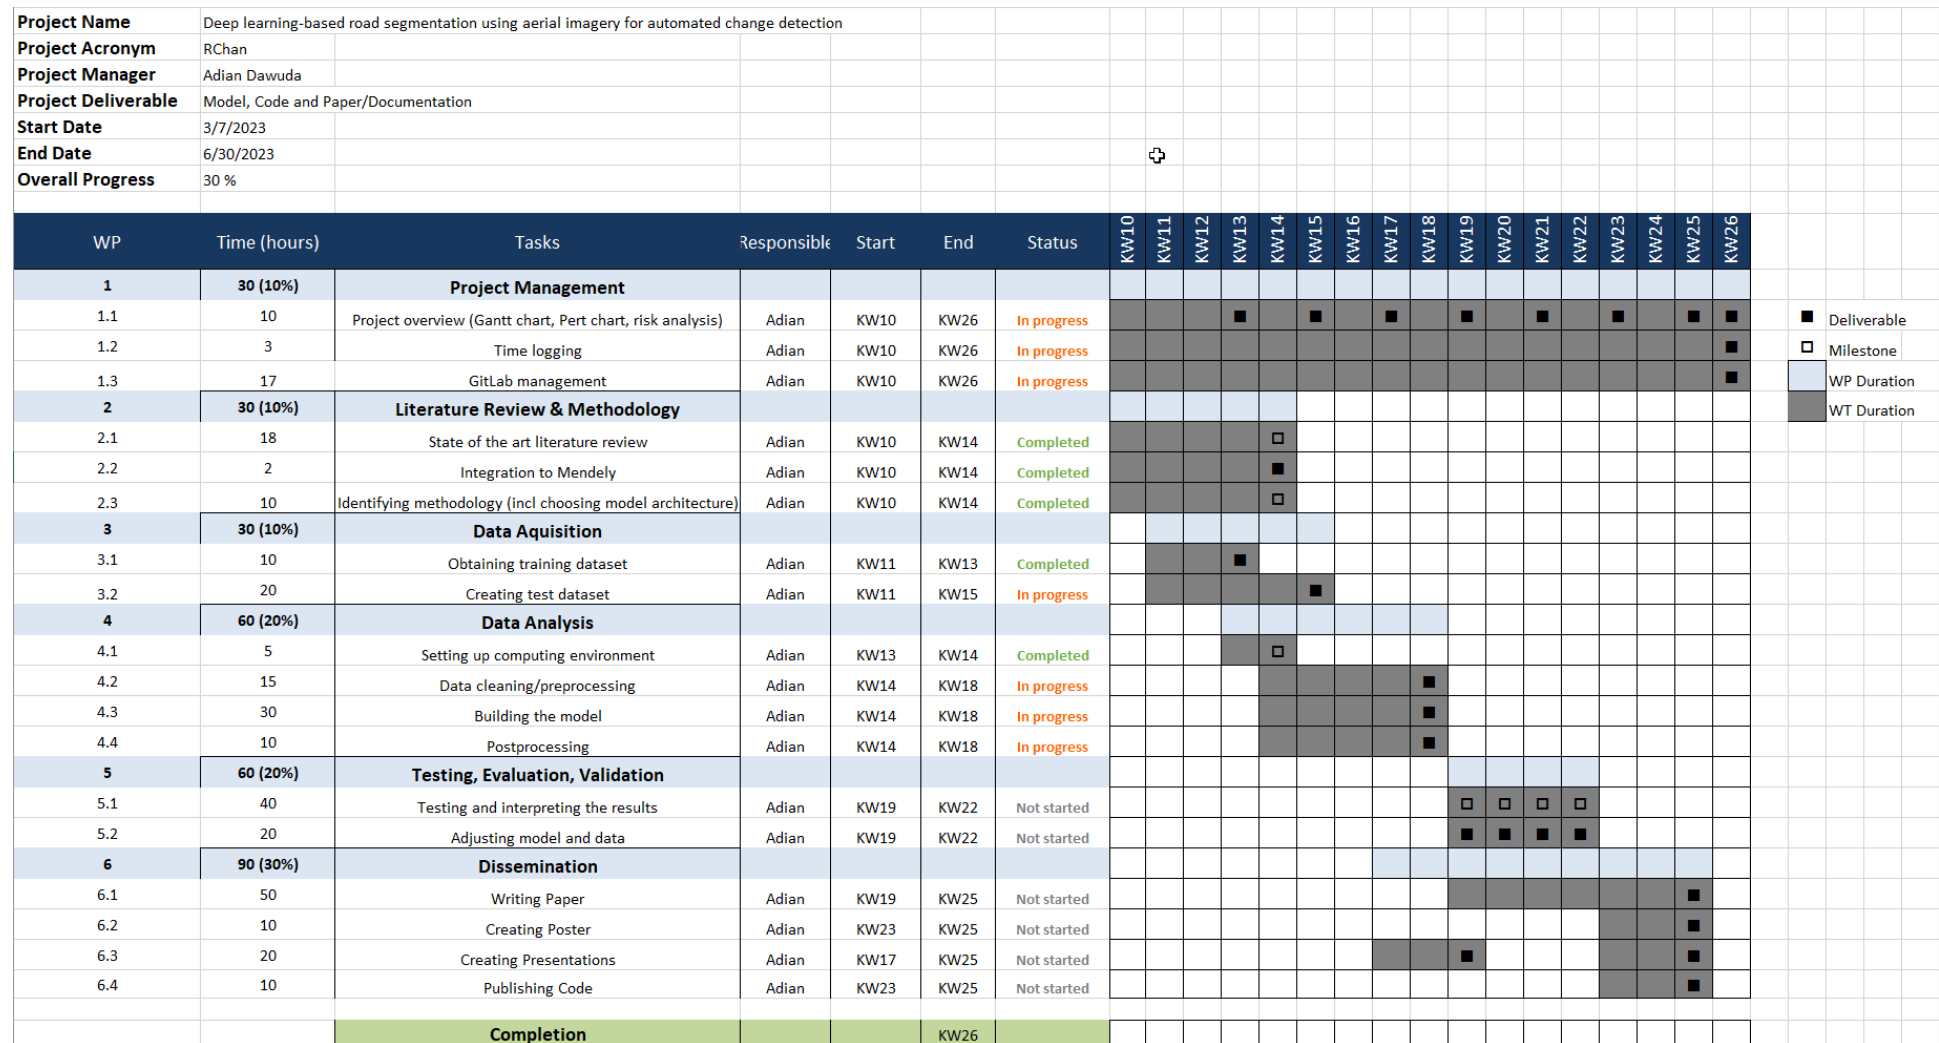 Project Name Deep learning-based road segmentation using aerial imagery for automated change detection
Project Acronym RChan
Project Manager Adian Dawuda
Project Deliverable Model, Code and Paper/Documentation
Start Date 3/7/2023
End Date 6/30/2023
Overall Progress 30 %
WP Time (hours) Tasks Responsible Start End Status KW10 KW11 KW12 KW13 KW14 KW15 KW16 KW17 KW18 KW19 KW20 KW21 KW22 KW23 KW24 KW25 KW26
1 30 (10%) Project Management
1.1 10 Project overview (Gantt chart, Pert chart, risk analysis) Adian KW10 KW26 In progress Deliverable
1.2 3 Time logging Adian KW10 KW26 In progress Milestone
1.3 17 GitLab management Adian KW10 KW26 In progress WP Duration
2 30 (10%) Literature Review & Methodology WT Duration
2.1 18 State of the art literature review Adian KW10 KW14 Completed
2.2 2 Integration to Mendely Adian KW10 KW14 Completed
2.3 10 Identifying methodology (incl choosing model architecture) Adian KW10 KW14 Completed
3 30 (10%) Data Aquisition
3.1 10 Obtaining training dataset Adian KW11 KW13 Completed
3.2 20 Creating test dataset Adian KW11 KW15 In progress
4 60 (20%) Data Analysis
4.1 5 Setting up computing environment Adian KW13 KW14 Completed
4.2 15 Data cleaning/preprocessing Adian KW14 KW18 In progress
4.3 30 Building the model Adian KW14 KW18 In progress
4.4 10 Postprocessing Adian KW14 KW18 In progress
5 60 (20%) Testing, Evaluation, Validation
5.1 40 Testing and interpreting the results Adian KW19 KW22 Not started
5.2 20 Adjusting model and data Adian KW19 KW22 Not started
6 90 (30%) Dissemination
6.1 50 Writing Paper Adian KW19 KW25 Not started
6.2 10 Creating Poster Adian KW23 KW25 Not started
6.3 20 Creating Presentations Adian KW17 KW25 Not started
6.4 10 Publishing Code Adian KW23 KW25 Not started
Completion KW26